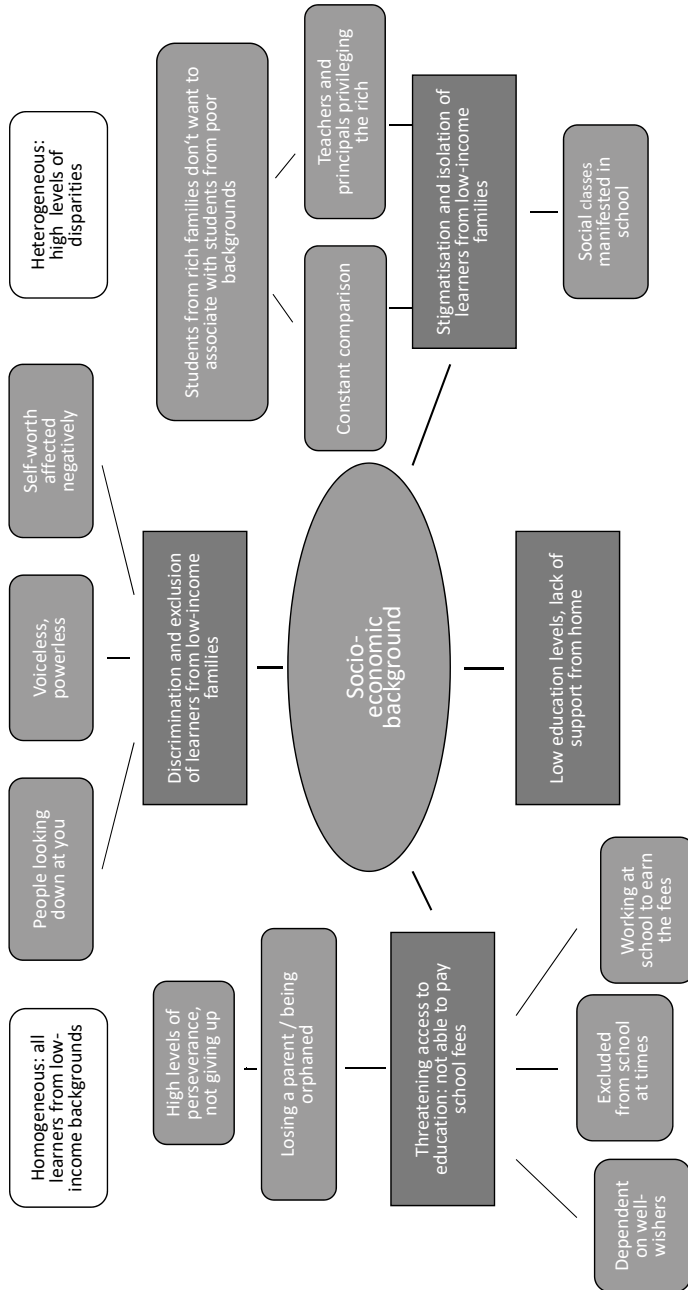 Homogeneous: all
learners from low-
income backgrounds
People looking
down at you
Voiceless,
powerless
Self-worth
affected
negatively
Heterogeneous:
high levels of
disparities
High levels of
perseverance,
not giving up
Losing a parent / being
orphaned
Threatening access to
education: not able to pay
school fees
Dependent
on well-
wishers
Excluded
from school
at times
Working at
school to earn
the fees
Discrimination and exclusion
of learners from low-income
families
Socio-
economic
background
Low education levels, lack of
support from home
Students from rich families don't want to
associate with students from poor
backgrounds
Constant comparison
Teachers and
principals privileging
the rich
Stigmatisation and isolation of
learners from low-income
families
Social classes
manifested in
school